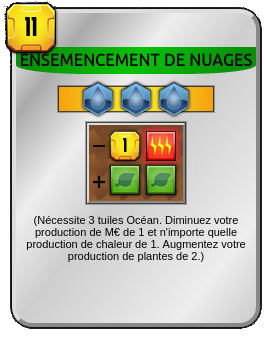 11
ENSEMENCEMENT DE NUAGES
- 1
+
(Nécessite 3 tuiles Océan. Diminuez votre
production de M€ de 1 et n'importe quelle
production de chaleur de 1. Augmentez votre
production de plantes de 2.)